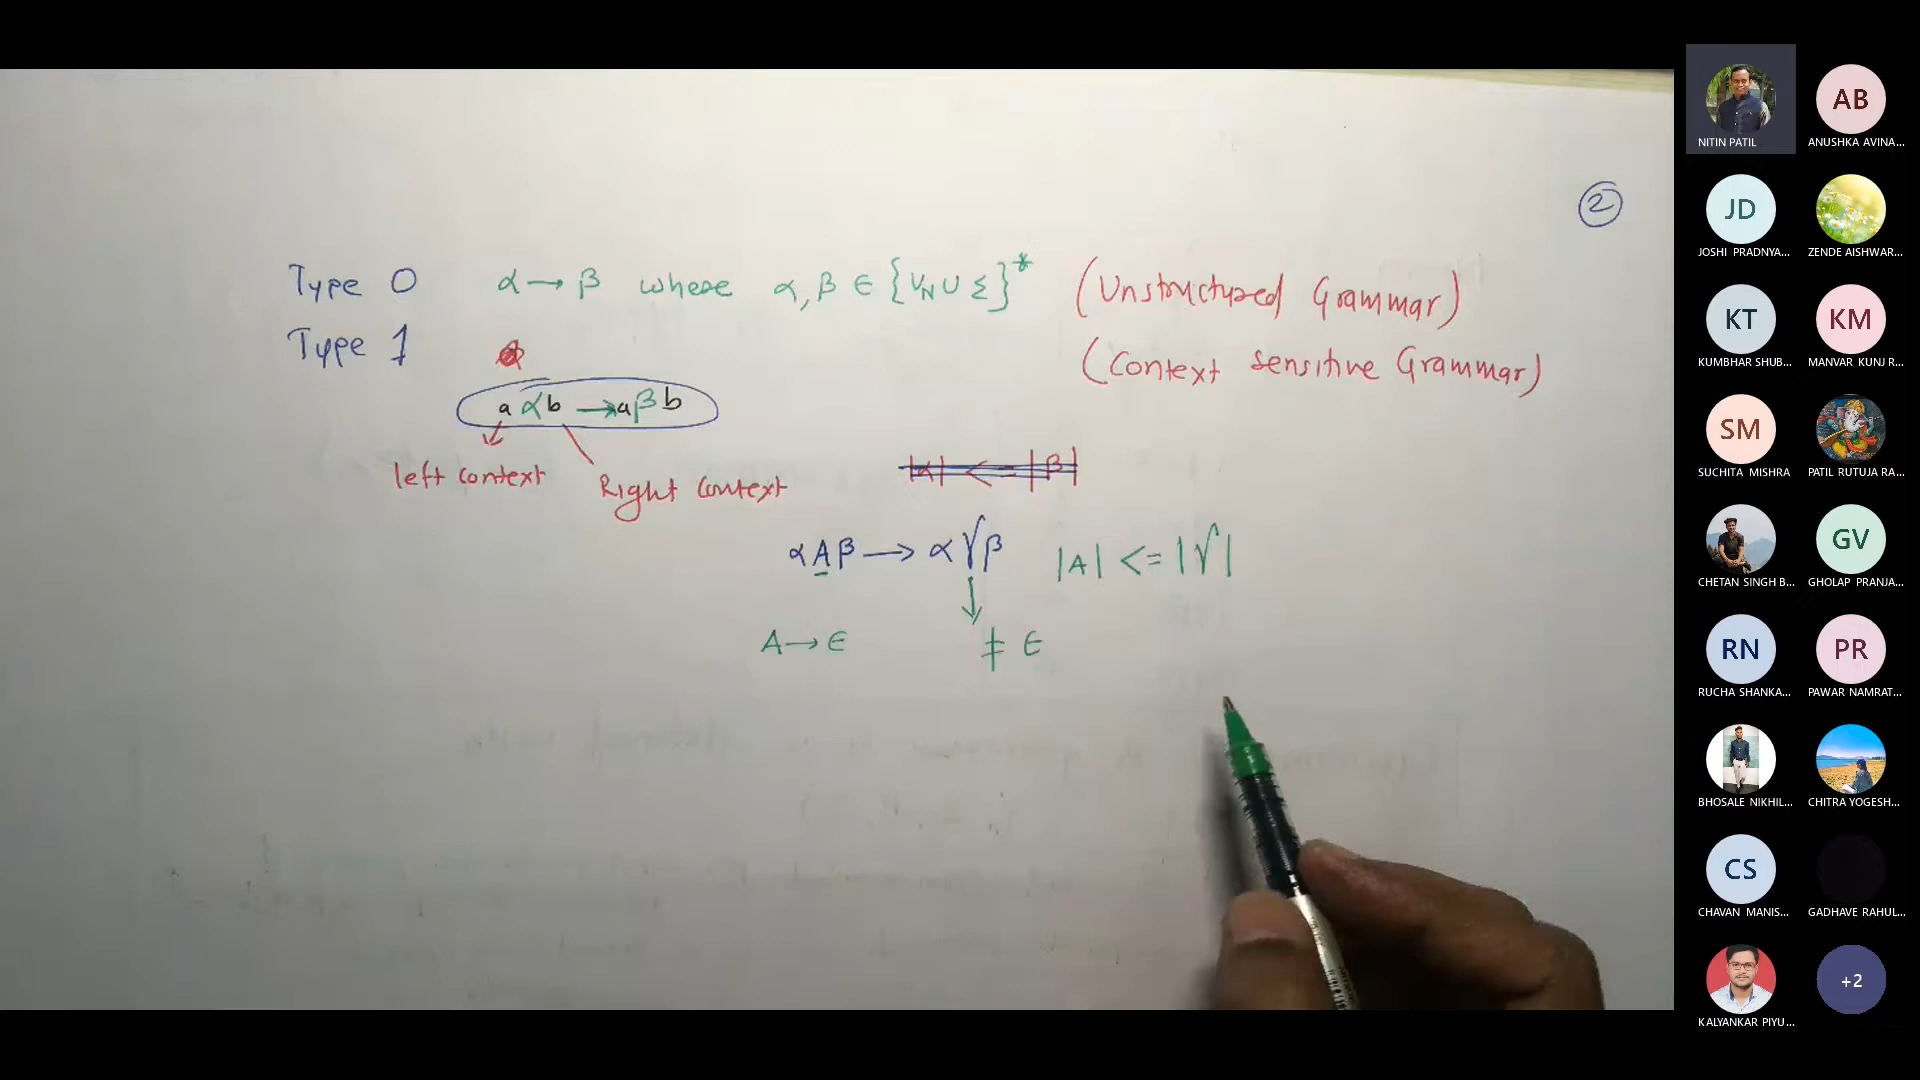 2
Type 0 α → β where α, β ∈ {V_N ∪ Σ}* (Unstructured Grammar)
Type 1 (Context Sensitive Grammar)
a α b → a β b
left context Right Context
|α| <= |β|
α A β → α γ β |A| <= |γ|
A → ∈ ≠ ∈
NITIN PATIL
AB
ANUSHKA AVINA...
JD
JOSHI PRADNYA...
ZENDE AISHWAR...
KT
KUMBHAR SHUB...
KM
MANVAR KUNJ R...
SM
SUCHITA MISHRA
PATIL RUTUJA RA...
CHETAN SINGH B...
GV
GHOLAP PRANJA...
RN
RUCHA SHANKA...
PR
PAWAR NAMRAT...
BHOSALE NIKHIL...
CHITRA YOGESH...
CS
CHAVAN MANIS...
GADHAVE RAHUL...
KALYANKAR PIYU...
+2